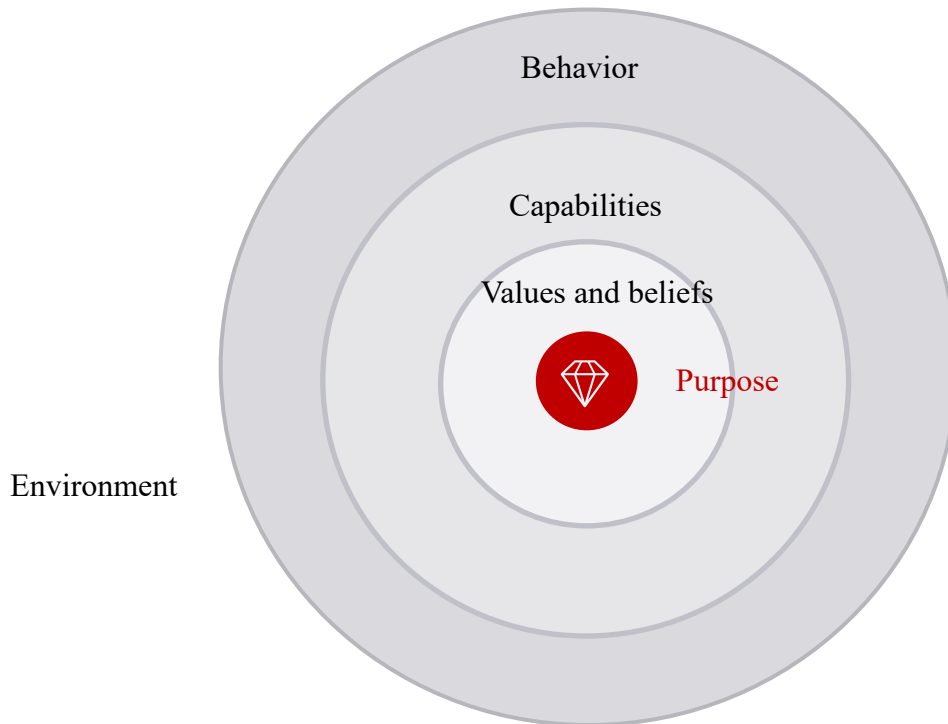 Behavior
Capabilities
Values and beliefs
Purpose
Environment